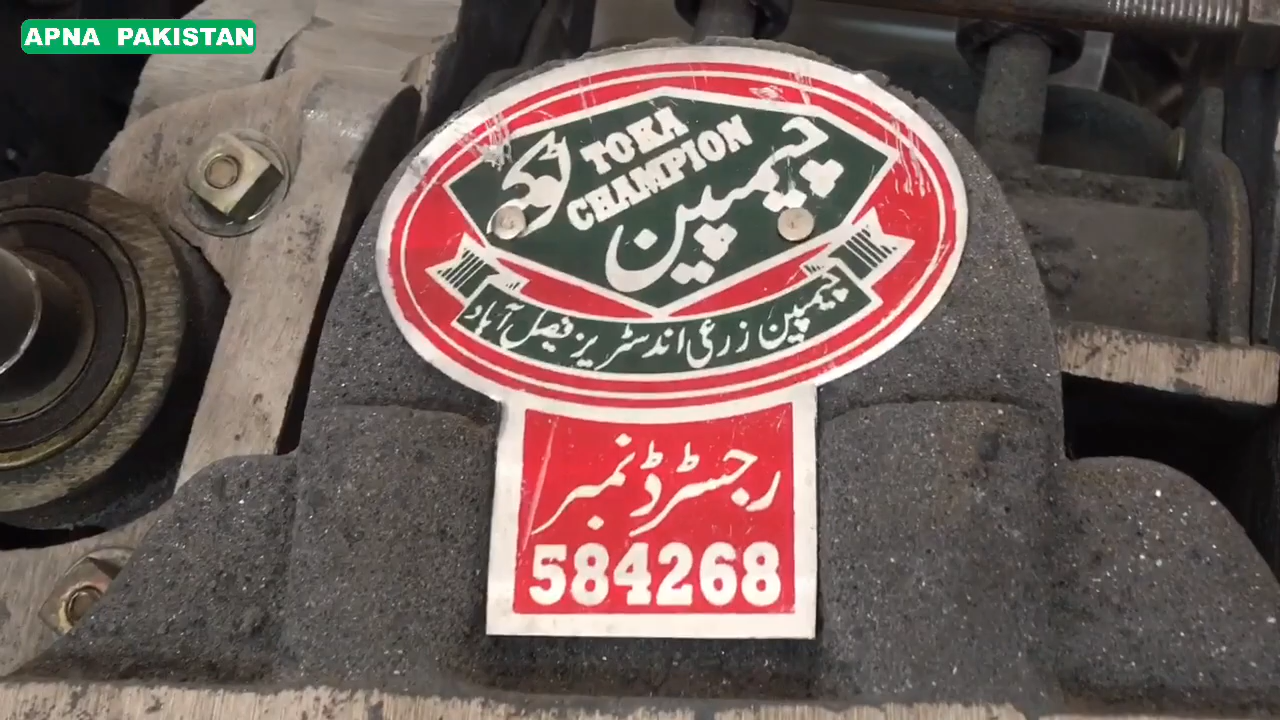 APNA PAKISTAN
TOKA
CHAMPION
چیمپین ٹوکہ
چیمپین زرعی انڈسٹریز فیصل آباد
رجسٹرڈ نمبر
584268